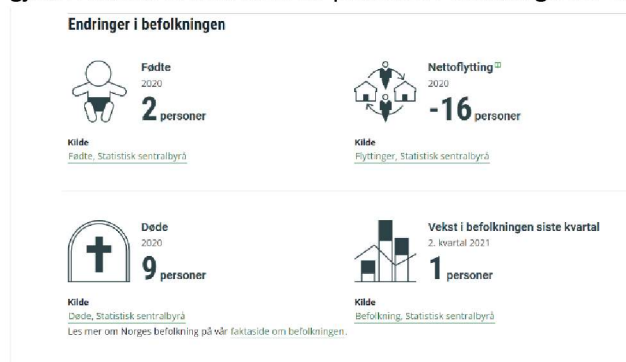 Endringer i befolkningen
Fødte
2020
2 personer
Kilde
Fødte, Statistisk sentralbyrå
Nettoflytting
2020
-16 personer
Kilde
Flyttinger, Statistisk sentralbyrå
Døde
2020
9 personer
Kilde
Døde, Statistisk sentralbyrå
Vekst i befolkningen siste kvartal
2. kvartal 2021
1 personer
Kilde
Befolkning, Statistisk sentralbyrå
Les mer om Norges befolkning på vår faktaside om befolkningen.